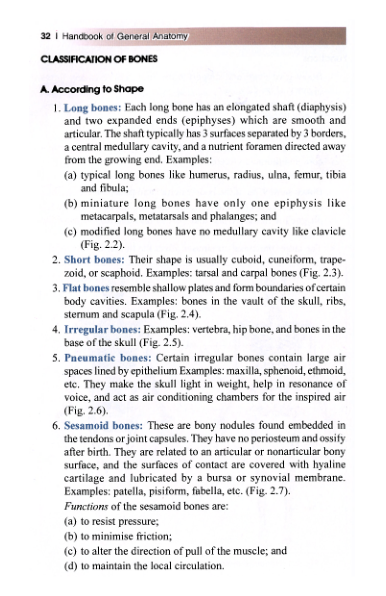 32 I Handbook of General Anatomy
CLASSIFICATION OF BONES
A. According to Shape
1. Long bones: Each long bone has an elongated shaft (diaphysis)
and two expanded ends (epiphyses) which are smooth and
articular. The shaft typically has 3 surfaces separated by 3 borders,
a central medullary cavity, and a nutrient foramen directed away
from the growing end. Examples:
(a) typical long bones like humerus, radius, ulna, femur, tibia
and fibula;
(b) miniature long bones have only one epiphysis like
metacarpals, metatarsals and phalanges; and
(c) modified long bones have no medullary cavity like clavicle
(Fig. 2.2).
2. Short bones: Their shape is usually cuboid, cuneiform, trape-
zoid, or scaphoid. Examples: tarsal and carpal bones (Fig. 2.3).
3. Flat bones resemble shallow plates and form boundaries of certain
body cavities. Examples: bones in the vault of the skull, ribs,
sternum and scapula (Fig. 2.4).
4. Irregular bones: Examples: vertebra, hip bone, and bones in the
base of the skull (Fig. 2.5).
5. Pneumatic bones: Certain irregular bones contain large air
spaces lined by epithelium Examples: maxilla, sphenoid, ethmoid,
etc. They make the skull light in weight, help in resonance of
voice, and act as air conditioning chambers for the inspired air
(Fig. 2.6).
6. Sesamoid bones: These are bony nodules found embedded in
the tendons or joint capsules. They have no periosteum and ossify
after birth. They are related to an articular or nonarticular bony
surface, and the surfaces of contact are covered with hyaline
cartilage and lubricated by a bursa or synovial membrane.
Examples: patella, pisiform, fabella, etc. (Fig. 2.7).
Functions of the sesamoid bones are:
(a) to resist pressure;
(b) to minimise friction;
(c) to alter the direction of pull of the muscle; and
(d) to maintain the local circulation.